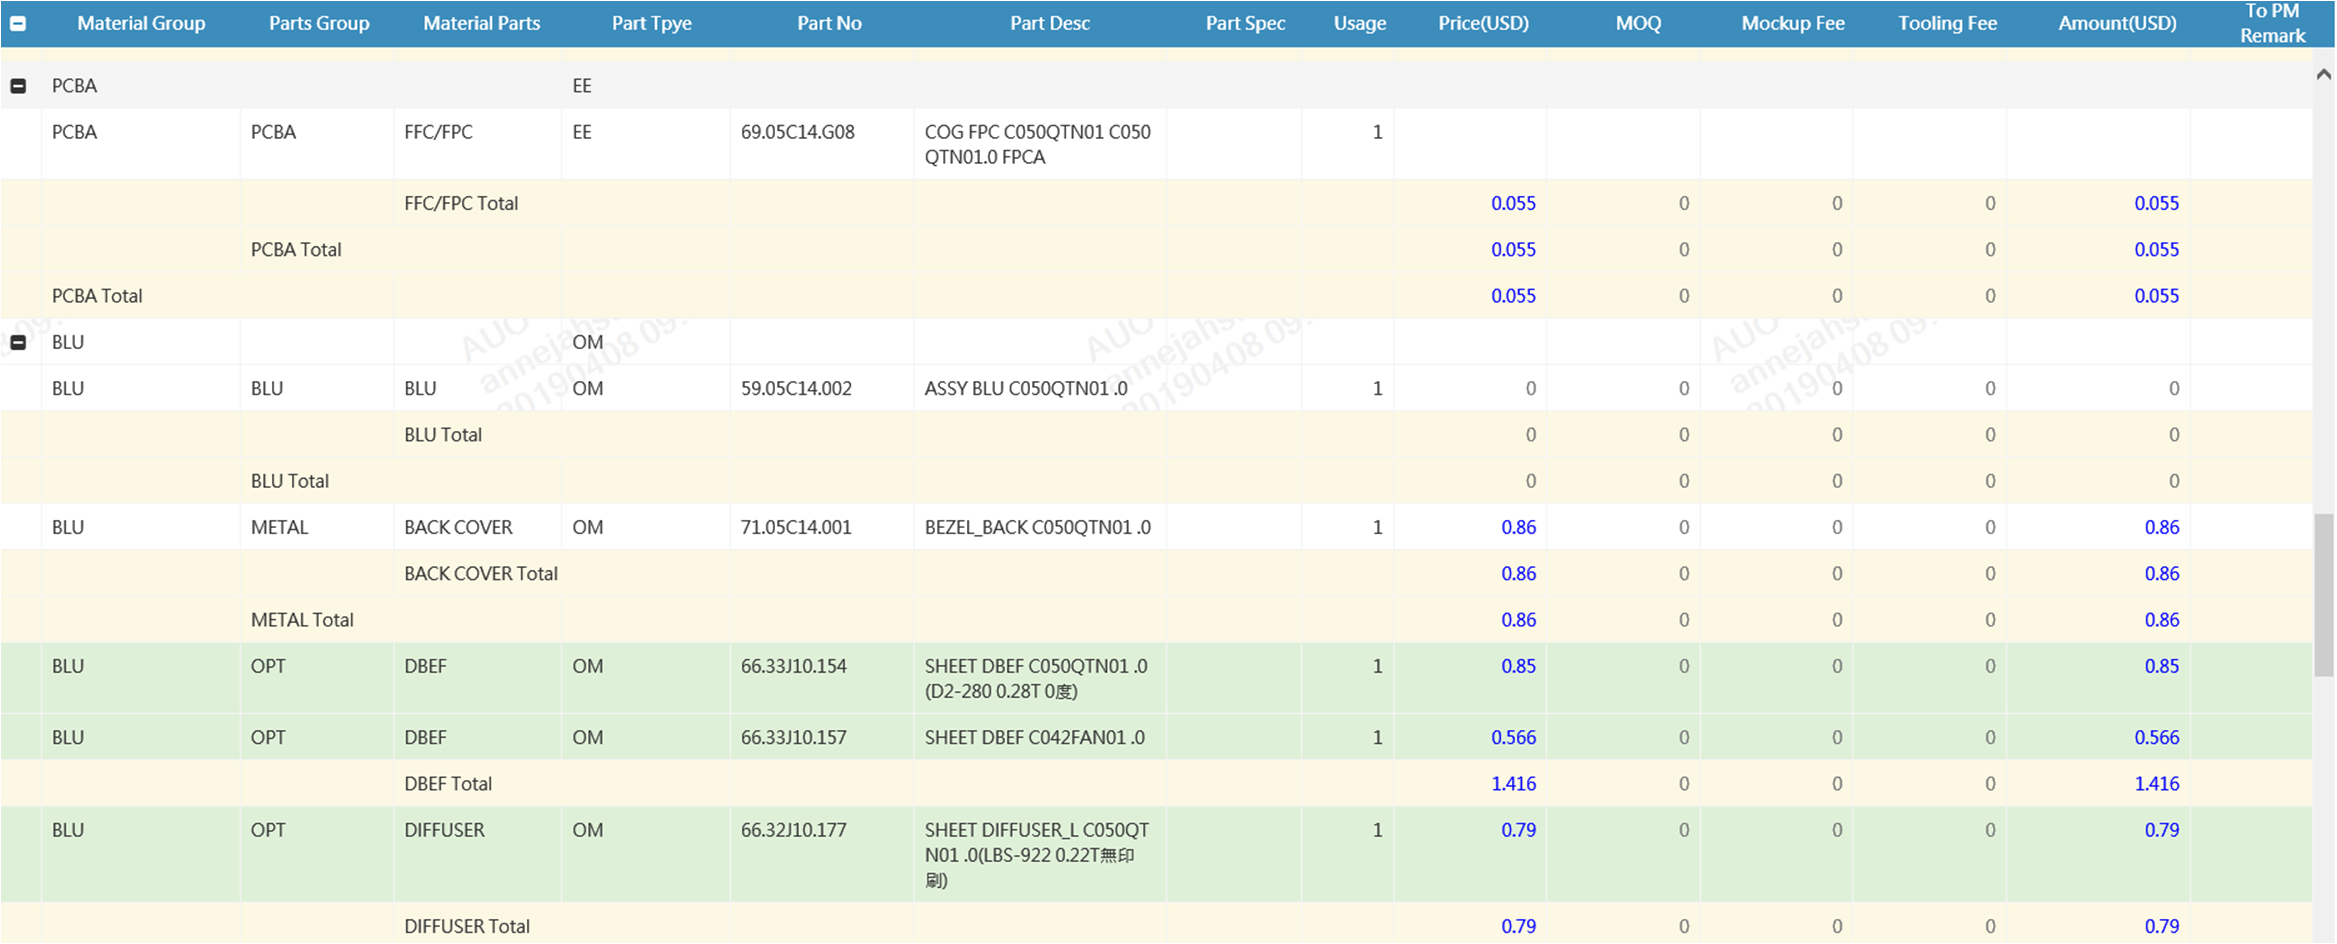 Material Group Parts Group Material Parts Part Tpye Part No Part Desc Part Spec Usage Price(USD) MOQ Mockup Fee Tooling Fee Amount(USD) To PM Remark
PCBA EE
PCBA PCBA FFC/FPC EE 69.05C14.G08 COG FPC C050QTN01 C050 1
QTN01.0 FPCA
FFC/FPC Total 0.055 0 0 0 0.055
PCBA Total 0.055 0 0 0 0.055
PCBA Total 0.055 0 0 0 0.055
BLU OM
BLU BLU BLU OM 59.05C14.002 ASSY BLU C050QTN01 .0 1 0 0 0 0 0
BLU Total 0 0 0 0 0
BLU Total 0 0 0 0 0
BLU METAL BACK COVER OM 71.05C14.001 BEZEL_BACK C050QTN01 .0 1 0.86 0 0 0 0.86
BACK COVER Total 0.86 0 0 0 0.86
METAL Total 0.86 0 0 0 0.86
BLU OPT DBEF OM 66.33J10.154 SHEET DBEF C050QTN01 .0 1 0.85 0 0 0 0.85
(D2-280 0.28T 0度)
BLU OPT DBEF OM 66.33J10.157 SHEET DBEF C042FAN01 .0 1 0.566 0 0 0 0.566
DBEF Total 1.416 0 0 0 1.416
BLU OPT DIFFUSER OM 66.32J10.177 SHEET DIFFUSER_L C050QT 1 0.79 0 0 0 0.79
N01 .0(LBS-922 0.22T無印
刷)
DIFFUSER Total 0.79 0 0 0 0.79